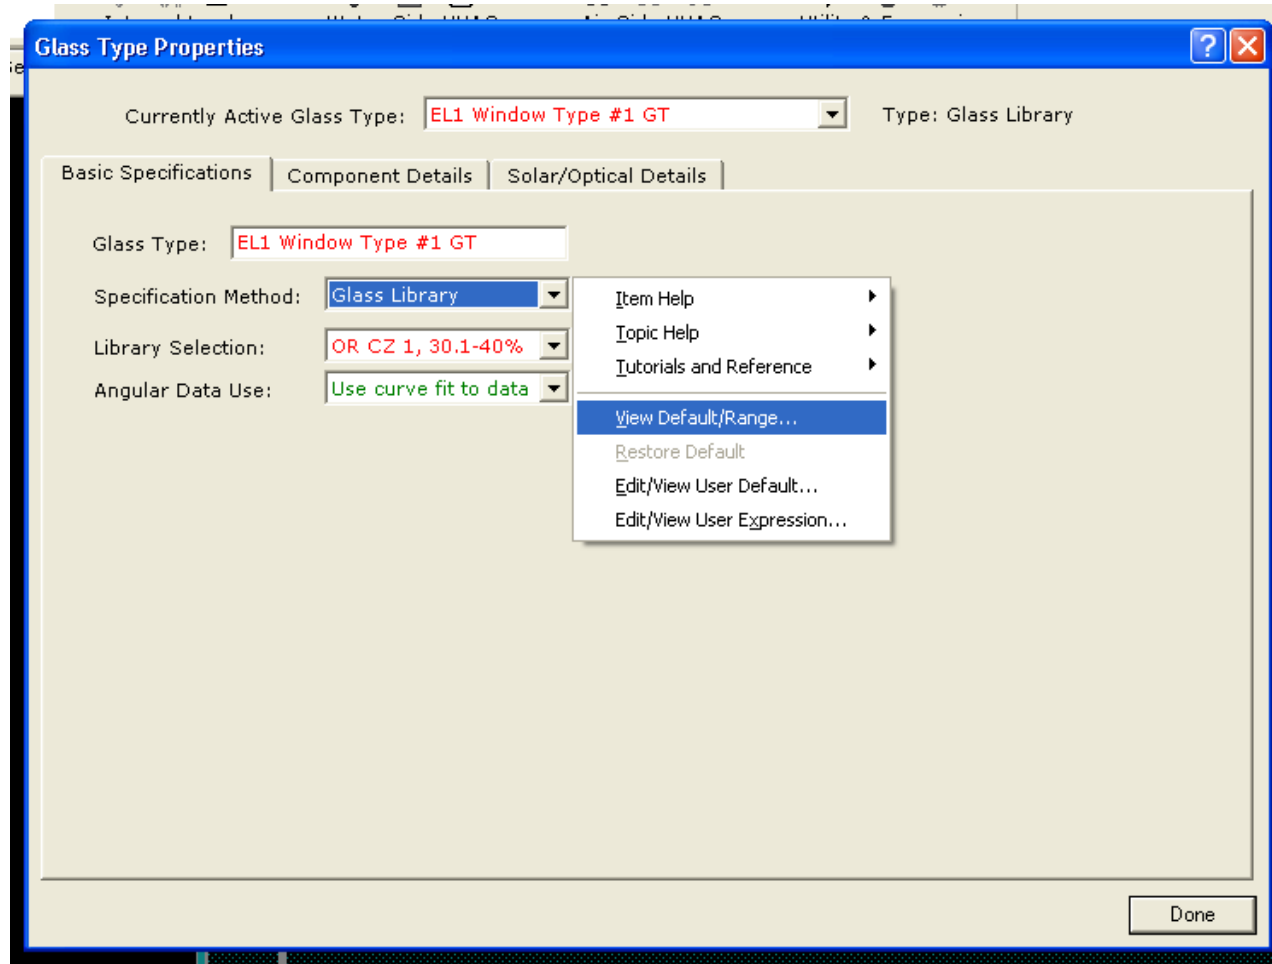 Glass Type Properties
Currently Active Glass Type: EL1 Window Type #1 GT Type: Glass Library
Basic Specifications Component Details Solar/Optical Details
Glass Type: EL1 Window Type #1 GT
Specification Method: Glass Library
Library Selection: OR CZ 1, 30.1-40%
Angular Data Use: Use curve fit to data
Item Help
Topic Help
Tutorials and Reference
View Default/Range...
Restore Default
Edit/View User Default...
Edit/View User Expression...
Done